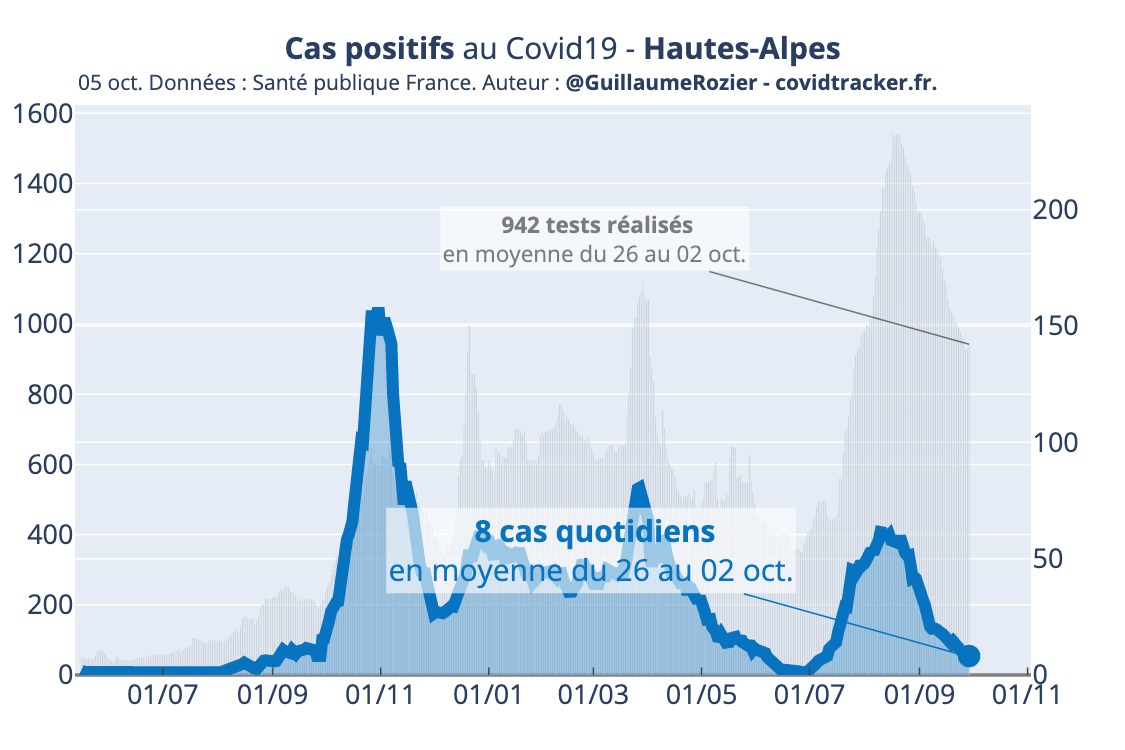 Cas positifs au Covid19 - Hautes-Alpes
05 oct. Données : Santé publique France. Auteur : @GuillaumeRozier - covidtracker.fr.
1600
1400
1200
1000
800
600
400
200
0
200
150
100
50
0
942 tests réalisés
en moyenne du 26 au 02 oct.
8 cas quotidiens
en moyenne du 26 au 02 oct.
01/07 01/09 01/11 01/01 01/03 01/05 01/07 01/09 01/11